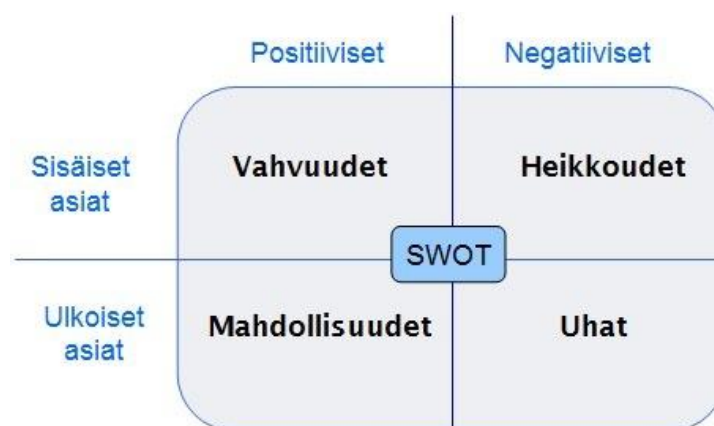 Positiiviset
Negatiiviset
Sisäiset
asiat
Vahvuudet
Heikkoudet
SWOT
Ulkoiset
asiat
Mahdollisuudet
Uhat